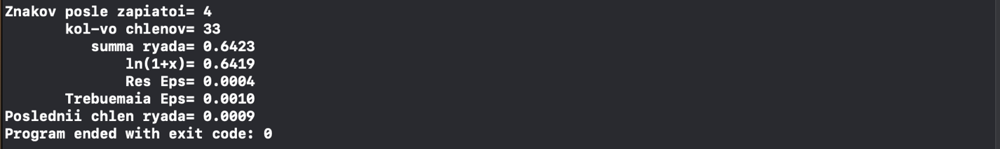 Znakov posle zapiatoi= 4
kol-vo chlenov= 33
summa ryada= 0.6423
ln(1+x)= 0.6419
Res Eps= 0.0004
Trebuemaia Eps= 0.0010
Poslednii chlen ryada= 0.0009
Program ended with exit code: 0